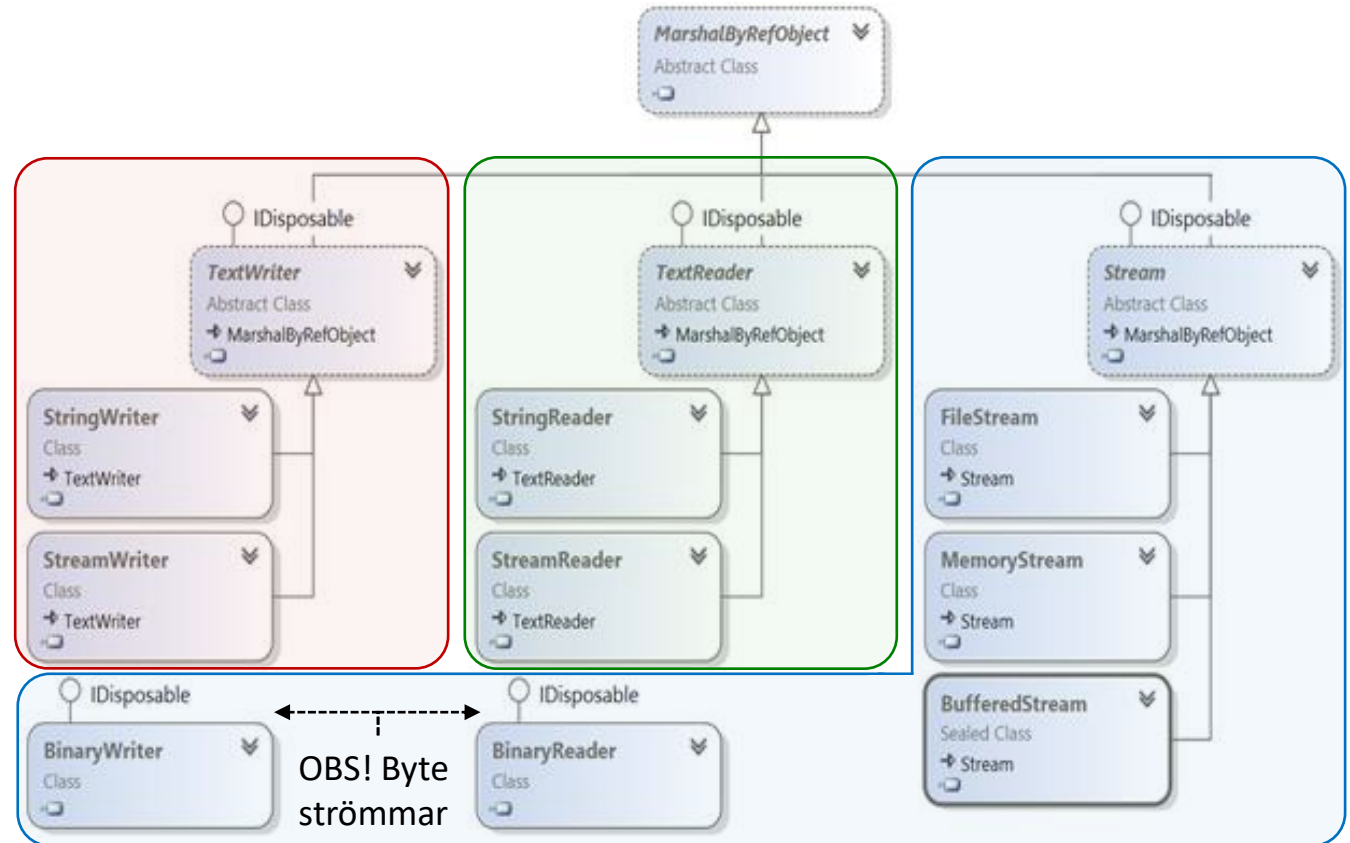 MarshalByRefObject
Abstract Class
IDisposable
TextWriter
Abstract Class
MarshalByRefObject
StringWriter
Class
TextWriter
StreamWriter
Class
TextWriter
IDisposable
TextReader
Abstract Class
MarshalByRefObject
StringReader
Class
TextReader
StreamReader
Class
TextReader
IDisposable
Stream
Abstract Class
MarshalByRefObject
FileStream
Class
Stream
MemoryStream
Class
Stream
BufferedStream
Sealed Class
Stream
IDisposable
BinaryWriter
Class
OBS! Byte
strömmar
IDisposable
BinaryReader
Class